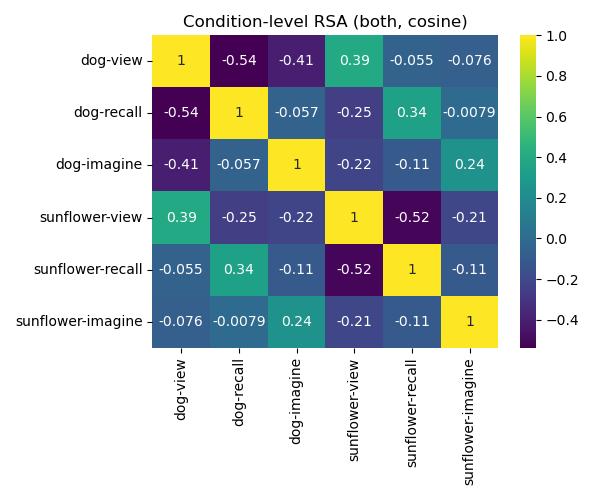 Condition-level RSA (both, cosine)
dog-view 1 -0.54 -0.41 0.39 -0.055 -0.076
dog-recall -0.54 1 -0.057 -0.25 0.34 -0.0079
dog-imagine -0.41 -0.057 1 -0.22 -0.11 0.24
sunflower-view 0.39 -0.25 -0.22 1 -0.52 -0.21
sunflower-recall -0.055 0.34 -0.11 -0.52 1 -0.11
sunflower-imagine -0.076 -0.0079 0.24 -0.21 -0.11 1
dog-view
dog-recall
dog-imagine
sunflower-view
sunflower-recall
sunflower-imagine
1.0
0.8
0.6
0.4
0.2
0.0
−0.2
−0.4